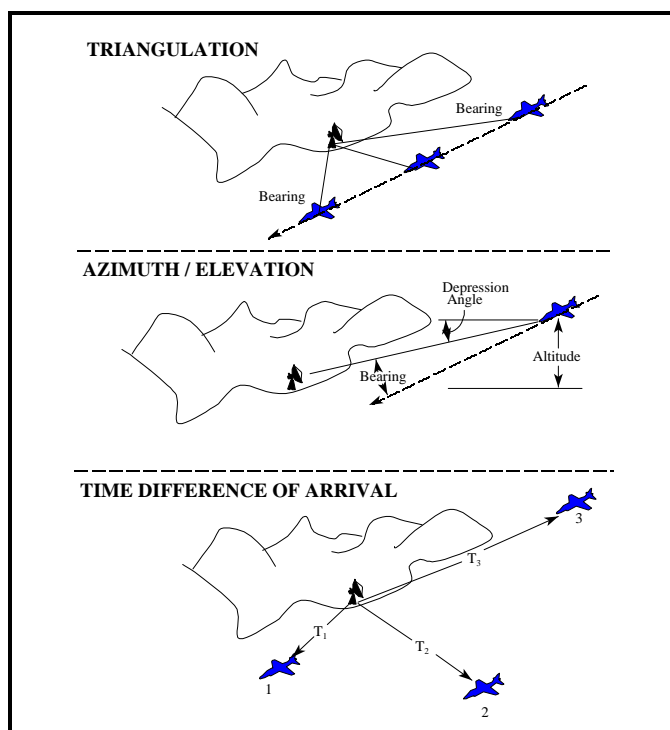 TRIANGULATION
Bearing
Bearing
AZIMUTH / ELEVATION
Depression
Angle
Altitude
Bearing
TIME DIFFERENCE OF ARRIVAL
3
T3
T1
T2
1
2